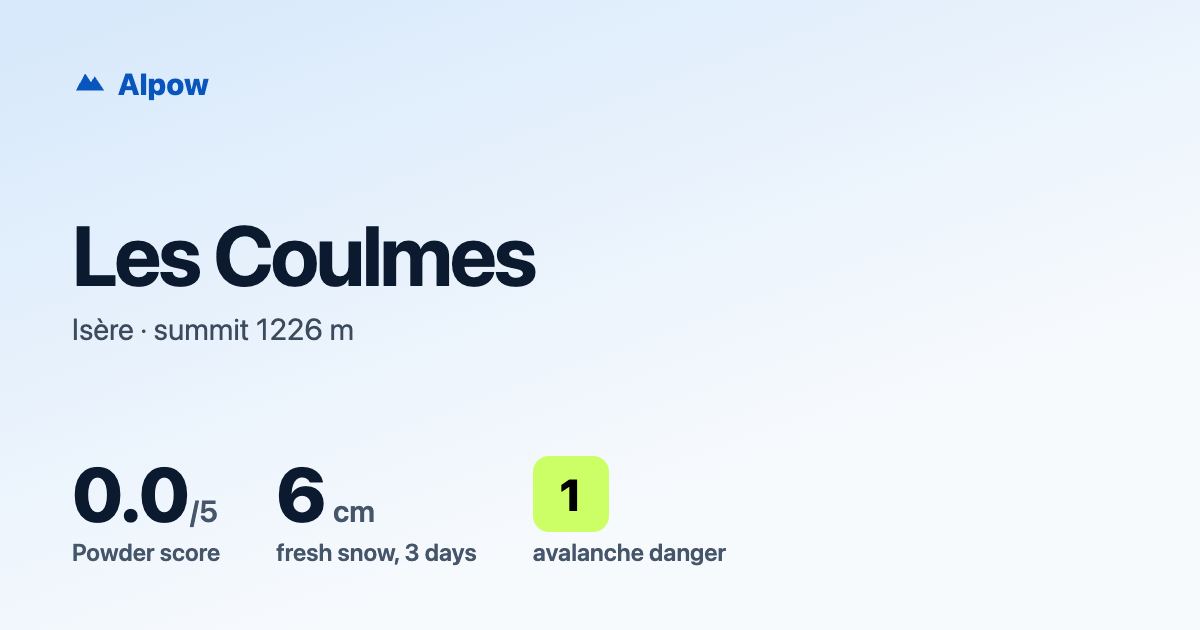 Alpow
Les Coulmes
Isère · summit 1226 m
0.0/5
Powder score
6 cm
fresh snow, 3 days
1
avalanche danger